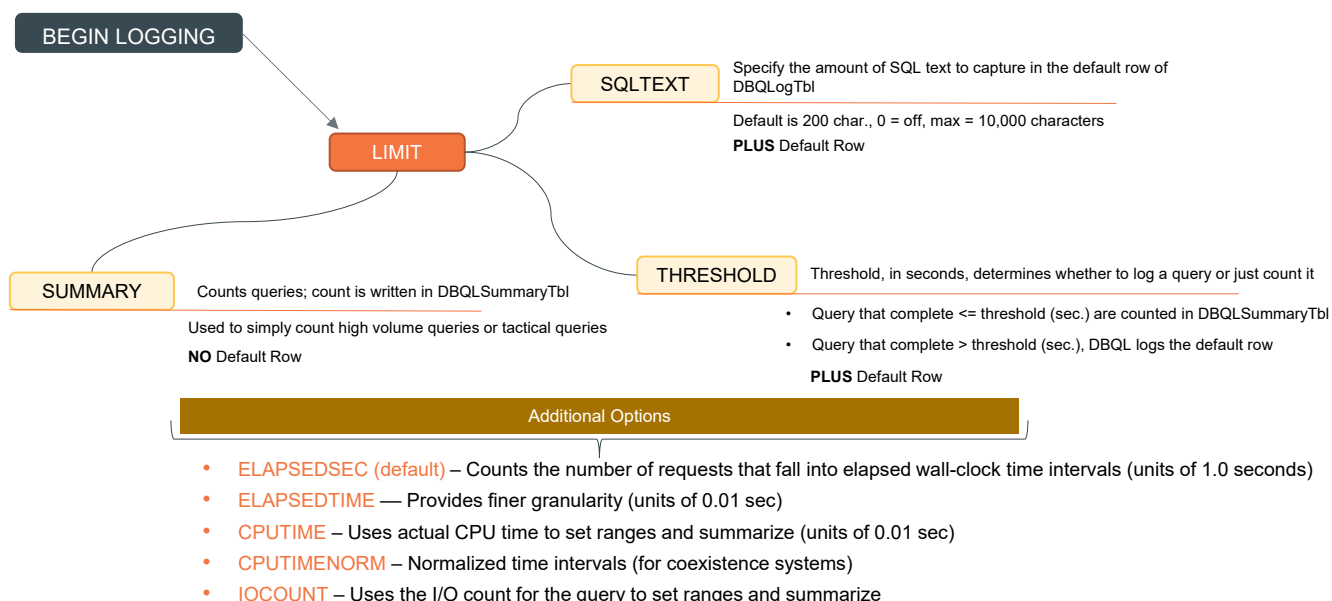 BEGIN LOGGING
SQLTEXT
Specify the amount of SQL text to capture in the default row of
DBQLogTbl
Default is 200 char., 0 = off, max = 10,000 characters
PLUS Default Row
LIMIT
SUMMARY
Counts queries; count is written in DBQLSummaryTbl
Used to simply count high volume queries or tactical queries
NO Default Row
THRESHOLD
Threshold, in seconds, determines whether to log a query or just count it
• Query that complete <= threshold (sec.) are counted in DBQLSummaryTbl
• Query that complete > threshold (sec.), DBQL logs the default row
PLUS Default Row
Additional Options
• ELAPSEDSEC (default) – Counts the number of requests that fall into elapsed wall-clock time intervals (units of 1.0 seconds)
• ELAPSEDTIME — Provides finer granularity (units of 0.01 sec)
• CPUTIME – Uses actual CPU time to set ranges and summarize (units of 0.01 sec)
• CPUTIMENORM – Normalized time intervals (for coexistence systems)
• IOCOUNT – Uses the I/O count for the query to set ranges and summarize